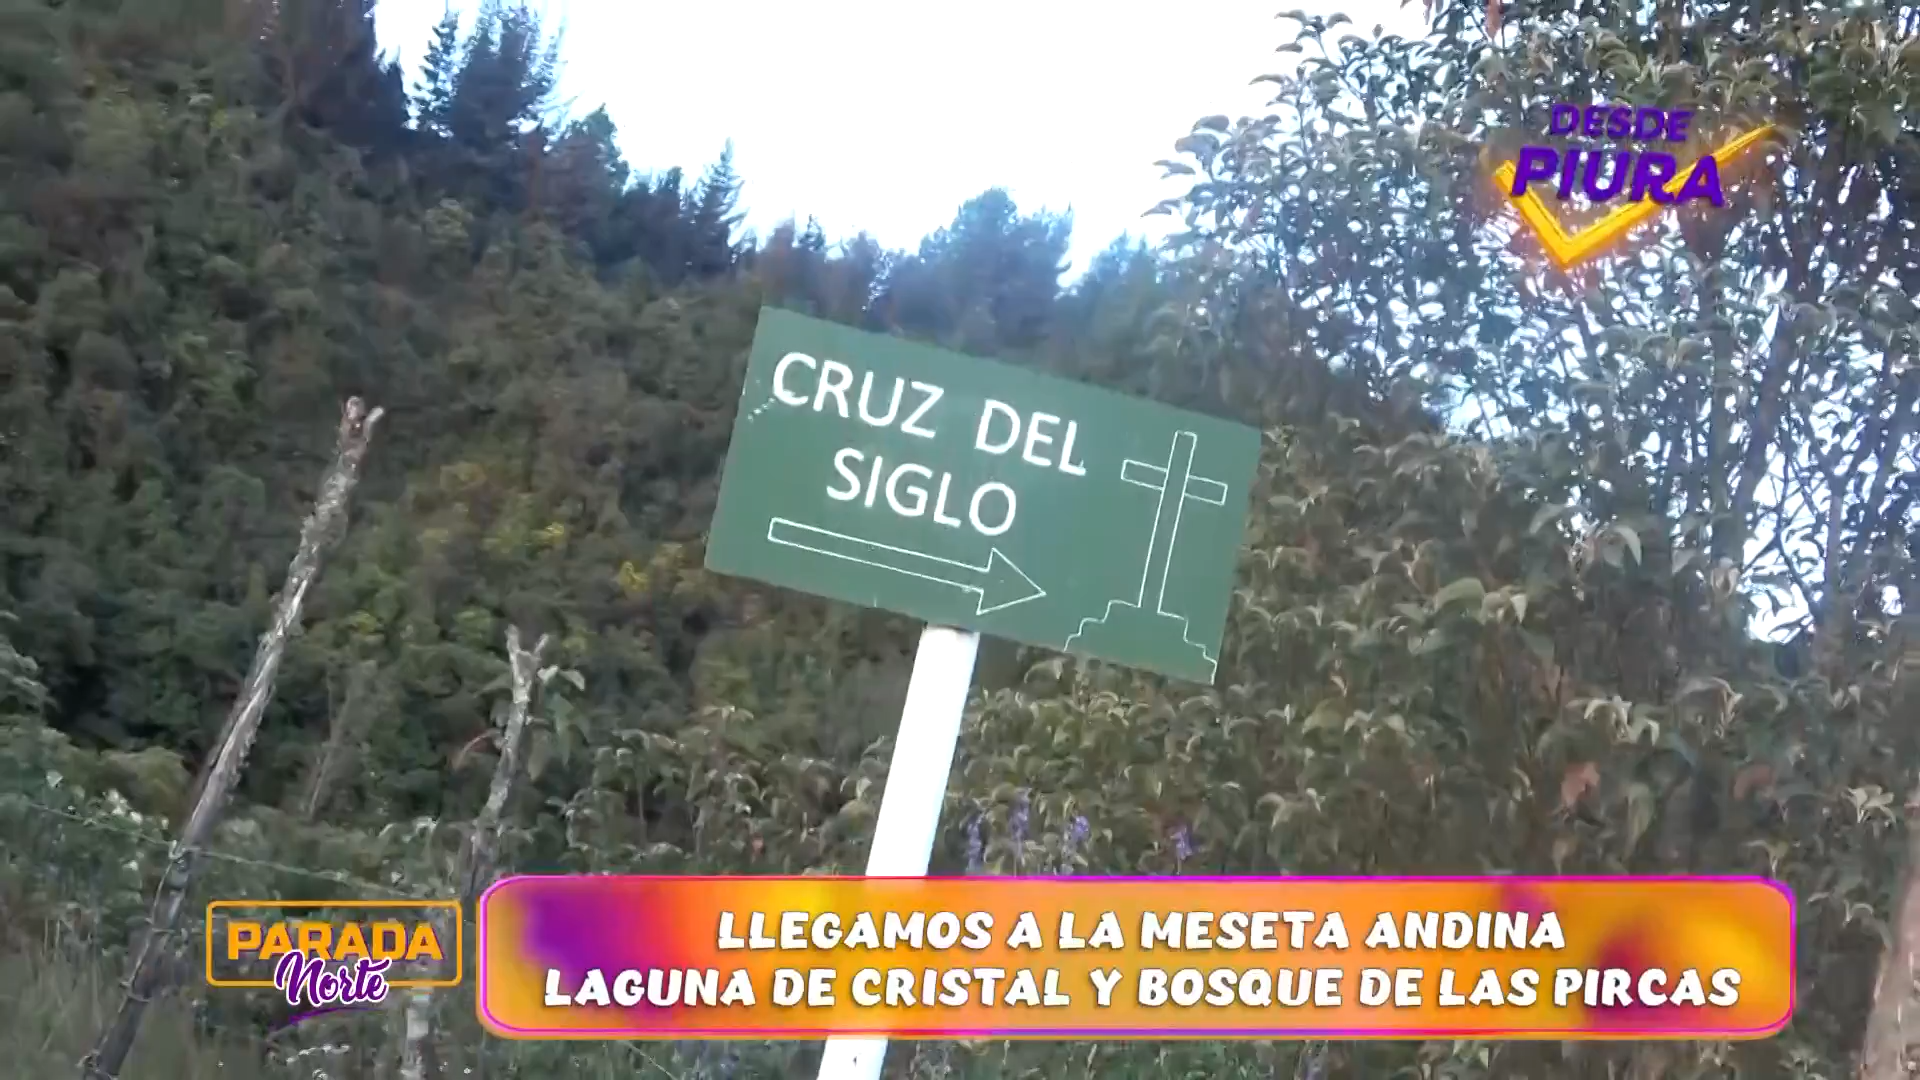 DESDE
PIURA
CRUZ DEL
SIGLO
PARADA
Norte
LLEGAMOS A LA MESETA ANDINA
LAGUNA DE CRISTAL Y BOSQUE DE LAS PIRCAS